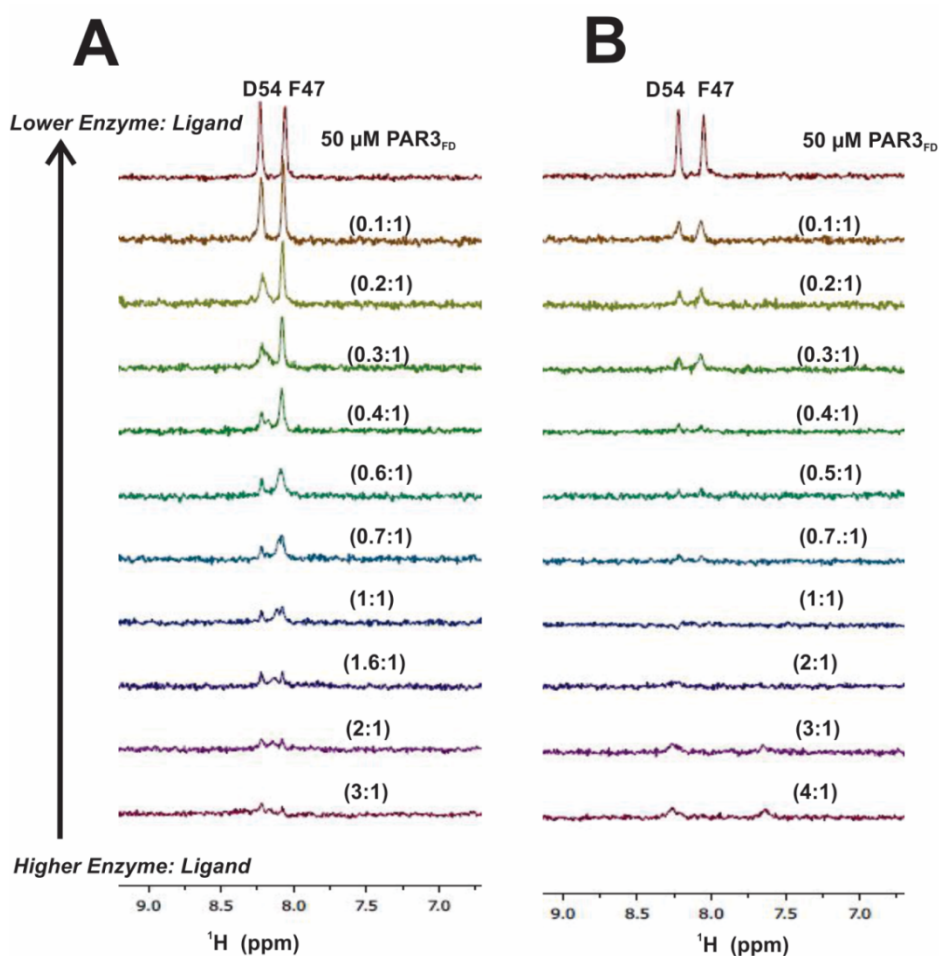 A
B
D54 F47
D54 F47
Lower Enzyme: Ligand
50 µM PAR3FD
50 µM PAR3FD
(0.1:1)
(0.1:1)
(0.2:1)
(0.2:1)
(0.3:1)
(0.3:1)
(0.4:1)
(0.4:1)
(0.6:1)
(0.5:1)
(0.7:1)
(0.7.:1)
(1:1)
(1:1)
(1.6:1)
(2:1)
(2:1)
(3:1)
(3:1)
(4:1)
Higher Enzyme: Ligand
9.0 8.5 8.0 7.5 7.0
9.0 8.5 8.0 7.5 7.0
¹H (ppm)
¹H (ppm)